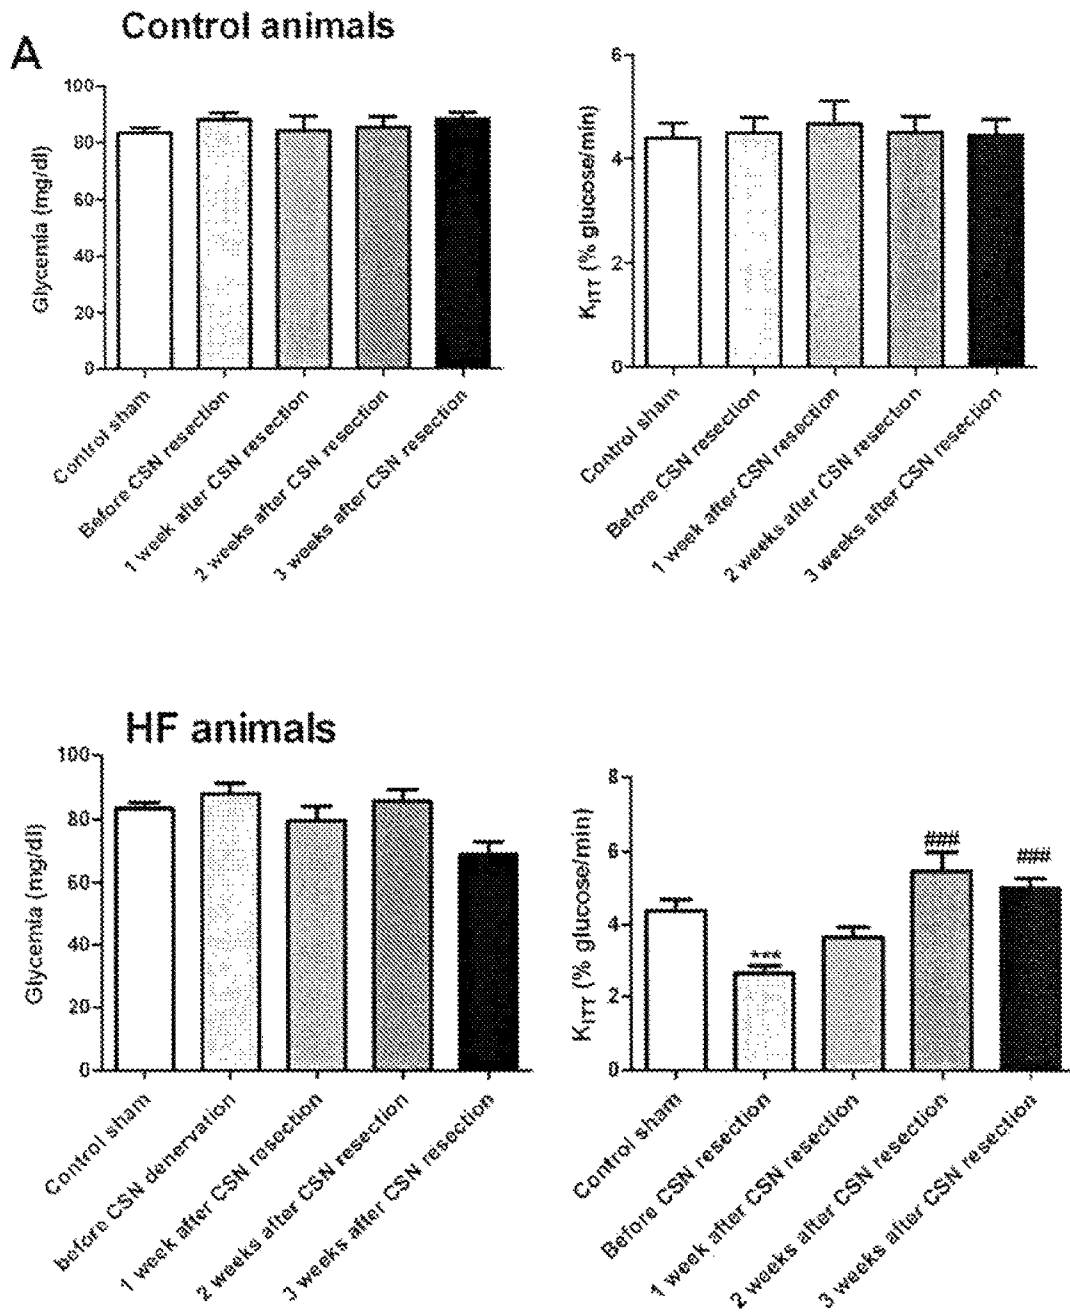 A
Control animals
Glycemia (mg/dl)
100
80
60
40
20
0
Control sham
Before CSN resection
1 week after CSN resection
2 weeks after CSN resection
3 weeks after CSN resection
KITT (% glucose/min)
6
4
2
0
Control sham
Before CSN resection
1 week after CSN resection
2 weeks after CSN resection
3 weeks after CSN resection
HF animals
Glycemia (mg/dl)
100
80
60
40
20
0
Control sham
before CSN denervation
1 week after CSN resection
2 weeks after CSN resection
3 weeks after CSN resection
KITT (% glucose/min)
8
6
4
2
0
***
###
###
Control sham
Before CSN resection
1 week after CSN resection
2 weeks after CSN resection
3 weeks after CSN resection